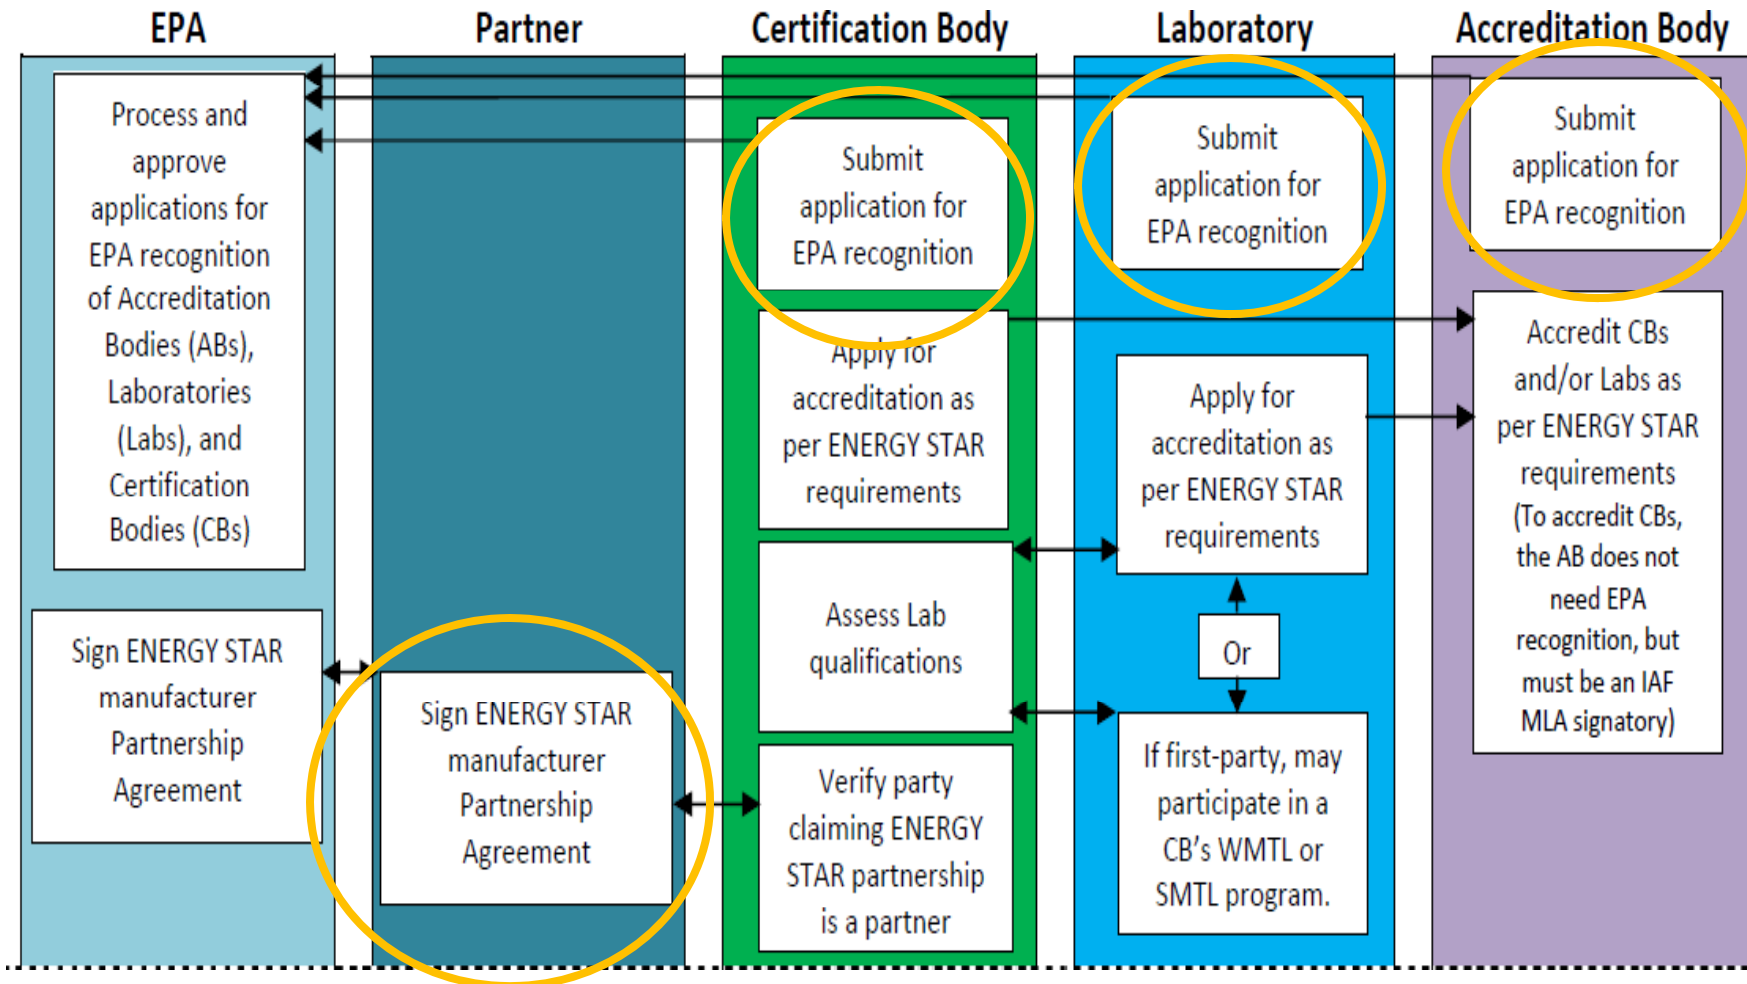 EPA
Process and
approve
applications for
EPA recognition
of Accreditation
Bodies (ABs),
Laboratories
(Labs), and
Certification
Bodies (CBs)
Sign ENERGY STAR
manufacturer
Partnership
Agreement
Partner
Sign ENERGY STAR
manufacturer
Partnership
Agreement
Certification Body
Submit
application for
EPA recognition
Apply for
accreditation as
per ENERGY STAR
requirements
Assess Lab
qualifications
Verify party
claiming ENERGY
STAR partnership
is a partner
Laboratory
Submit
application for
EPA recognition
Apply for
accreditation as
per ENERGY STAR
requirements
Or
If first-party, may
participate in a
CB's WMTL or
SMTL program.
Accreditation Body
Submit
application for
EPA recognition
Accredit CBs
and/or Labs as
per ENERGY STAR
requirements
(To accredit CBs,
the AB does not
need EPA
recognition, but
must be an IAF
MLA signatory)